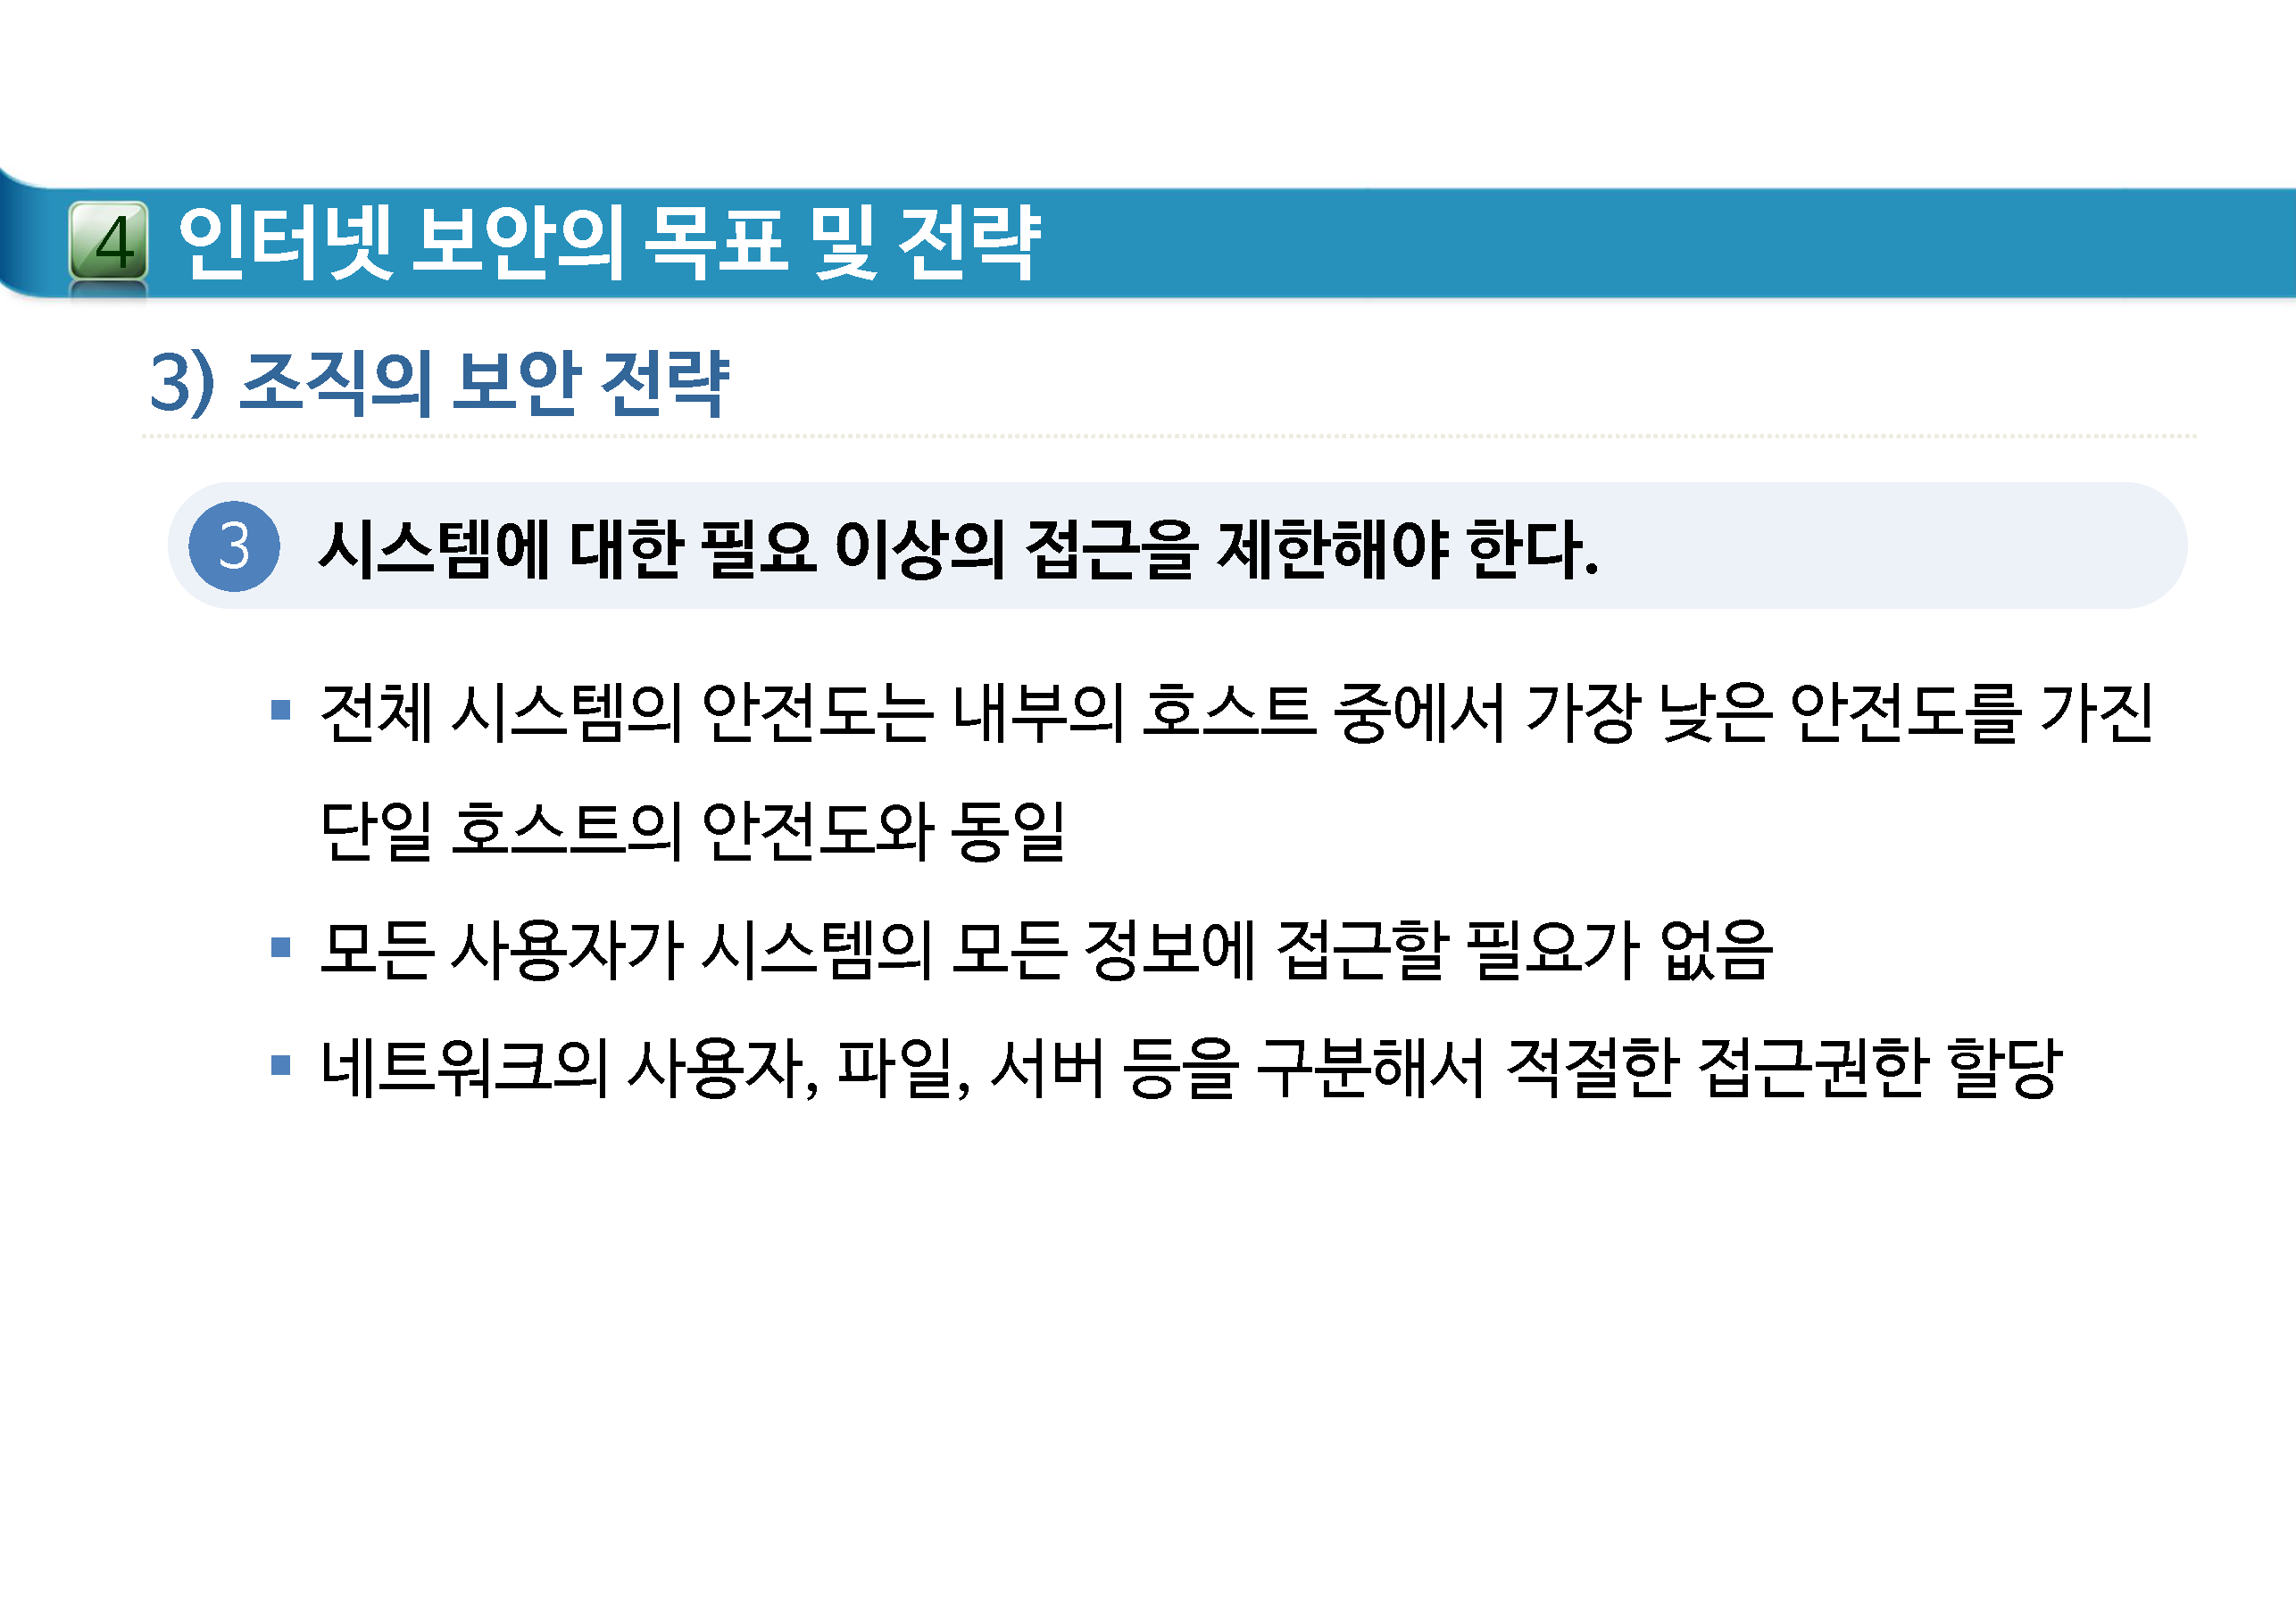 4 인터넷 보안의 목표 및 전략
3) 조직의 보안 전략
3 시스템에 대한 필요 이상의 접근을 제한해야 한다.
▪ 전체 시스템의 안전도는 내부의 호스트 중에서 가장 낮은 안전도를 가진
단일 호스트의 안전도와 동일
▪ 모든 사용자가 시스템의 모든 정보에 접근할 필요가 없음
▪ 네트워크의 사용자, 파일, 서버 등을 구분해서 적절한 접근권한 할당